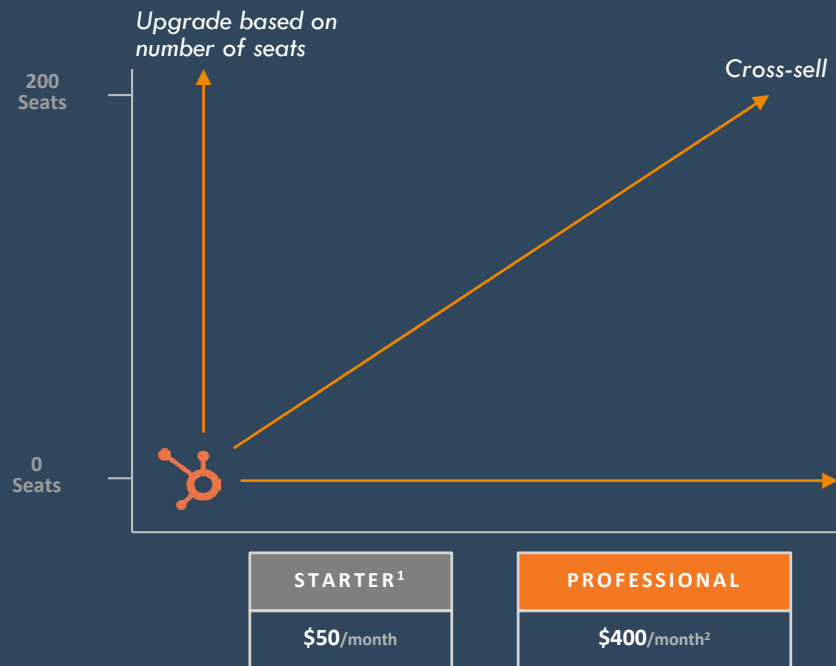 Upgrade based on
number of seats
200
Seats
Cross-sell
0
Seats
STARTER¹
PROFESSIONAL
$50/month
$400/month²